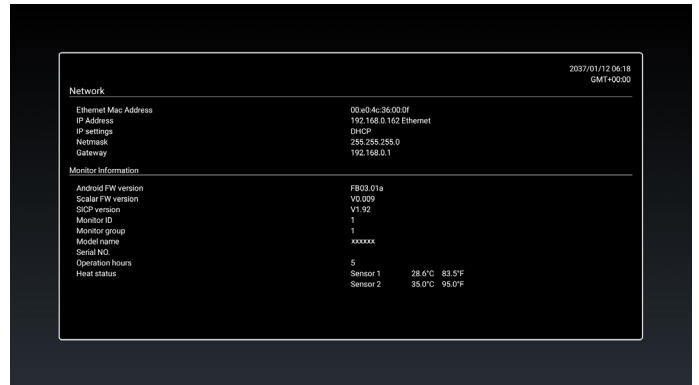 2037/01/12 06:18
GMT+00:00
Network
Ethernet Mac Address 00:e0:4c:36:00:0f
IP Address 192.168.0.162 Ethernet
IP settings DHCP
Netmask 255.255.255.0
Gateway 192.168.0.1
Monitor Information
Android FW version FB03.01a
Scalar FW version V0.009
SICP version V1.92
Monitor ID 1
Monitor group 1
Model name xxxxxx
Serial NO.
Operation hours 5
Heat status Sensor 1 28.6°C 83.5°F
Sensor 2 35.0°C 95.0°F